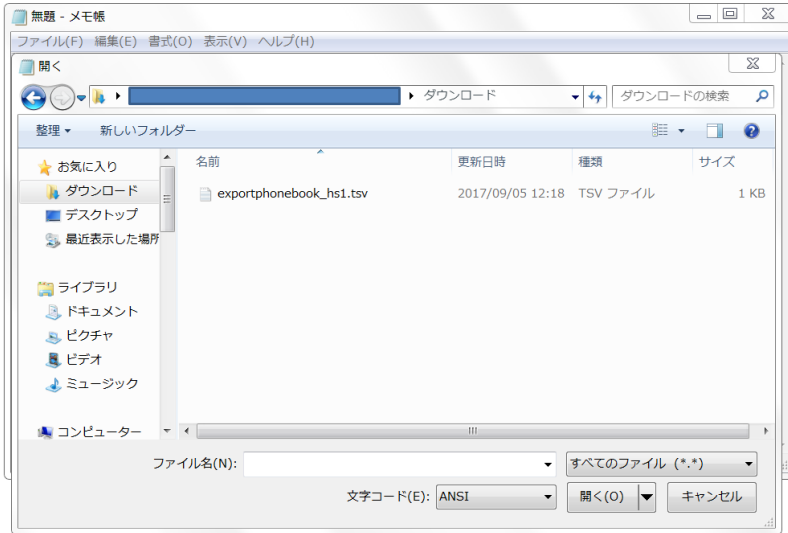 無題 - メモ帳
ファイル(F) 編集(E) 書式(O) 表示(V) ヘルプ(H)
開く
ダウンロード ダウンロードの検索
整理 新しいフォルダー
お気に入り
ダウンロード
デスクトップ
最近表示した場所
ライブラリ
ドキュメント
ピクチャ
ビデオ
ミュージック
コンピューター
名前 更新日時 種類 サイズ
exportphonebook_hs1.tsv 2017/09/05 12:18 TSV ファイル 1 KB
ファイル名(N): すべてのファイル (*.*)
文字コード(E): ANSI 開く(O) キャンセル